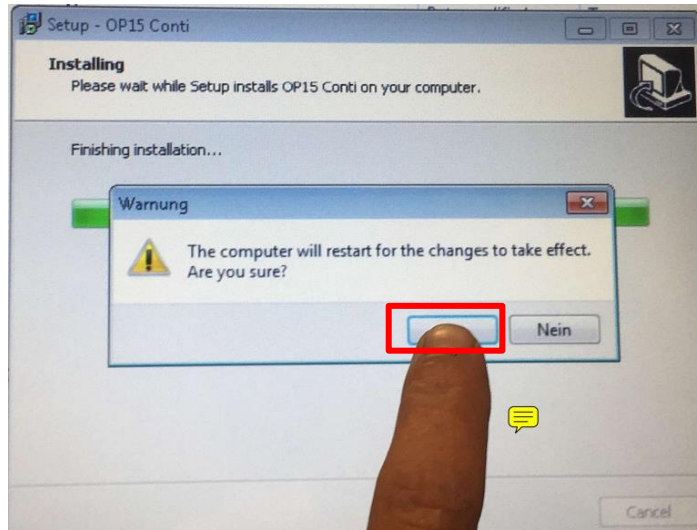 Setup - OP15 Conti
Installing
Please wait while Setup installs OP15 Conti on your computer.
Finishing installation...
Warnung
The computer will restart for the changes to take effect.
Are you sure?
Nein
Cancel